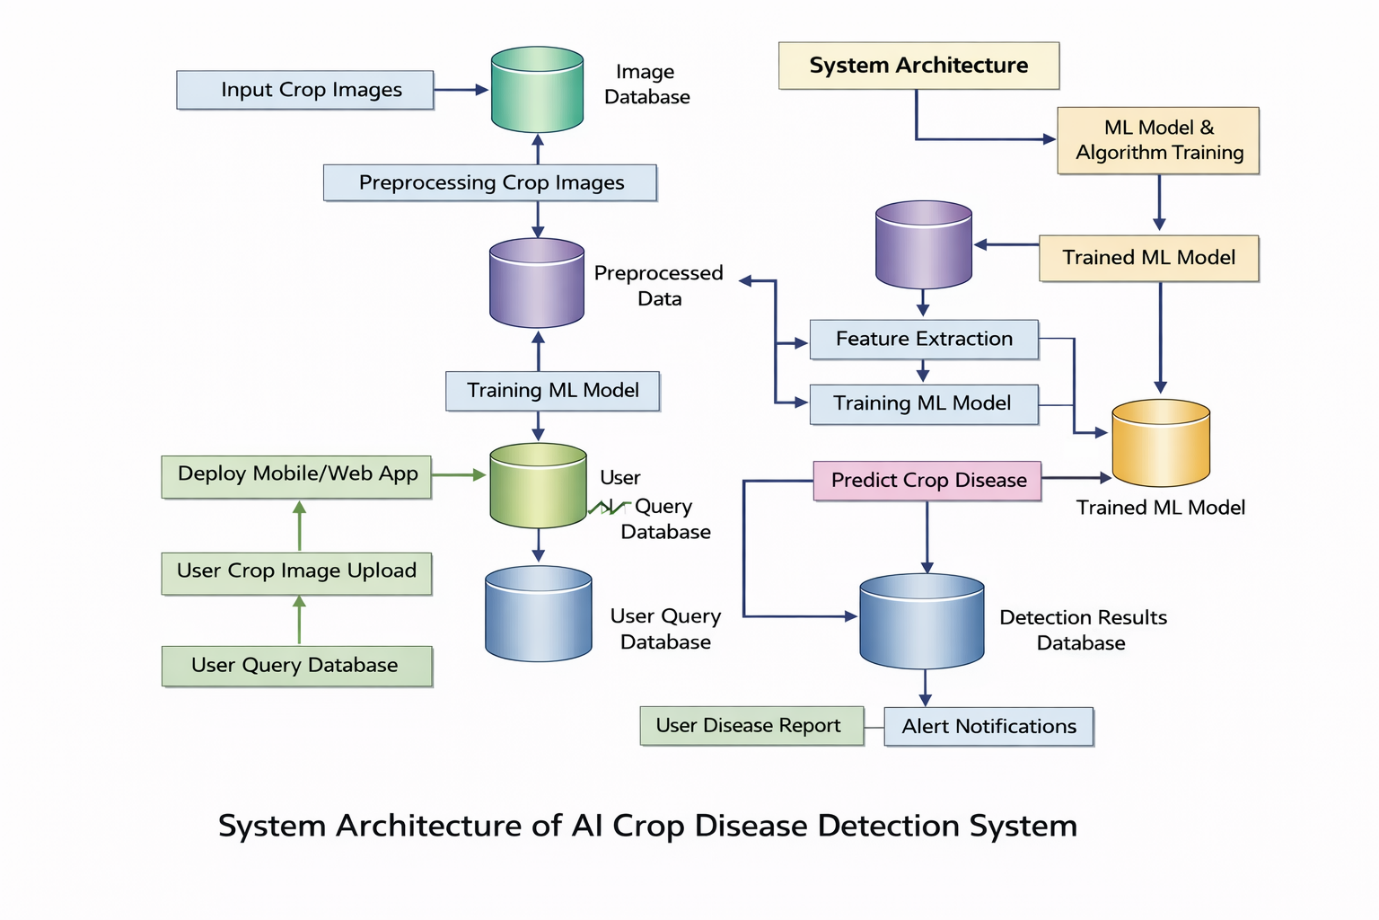 Input Crop Images
Image
Database
Preprocessing Crop Images
Preprocessed
Data
Training ML Model
Deploy Mobile/Web App
User
Query
Database
User Crop Image Upload
User Query
Database
User Query Database
System Architecture
ML Model &
Algorithm Training
Trained ML Model
Feature Extraction
Training ML Model
Predict Crop Disease
Trained ML Model
Detection Results
Database
User Disease Report
Alert Notifications
System Architecture of AI Crop Disease Detection System